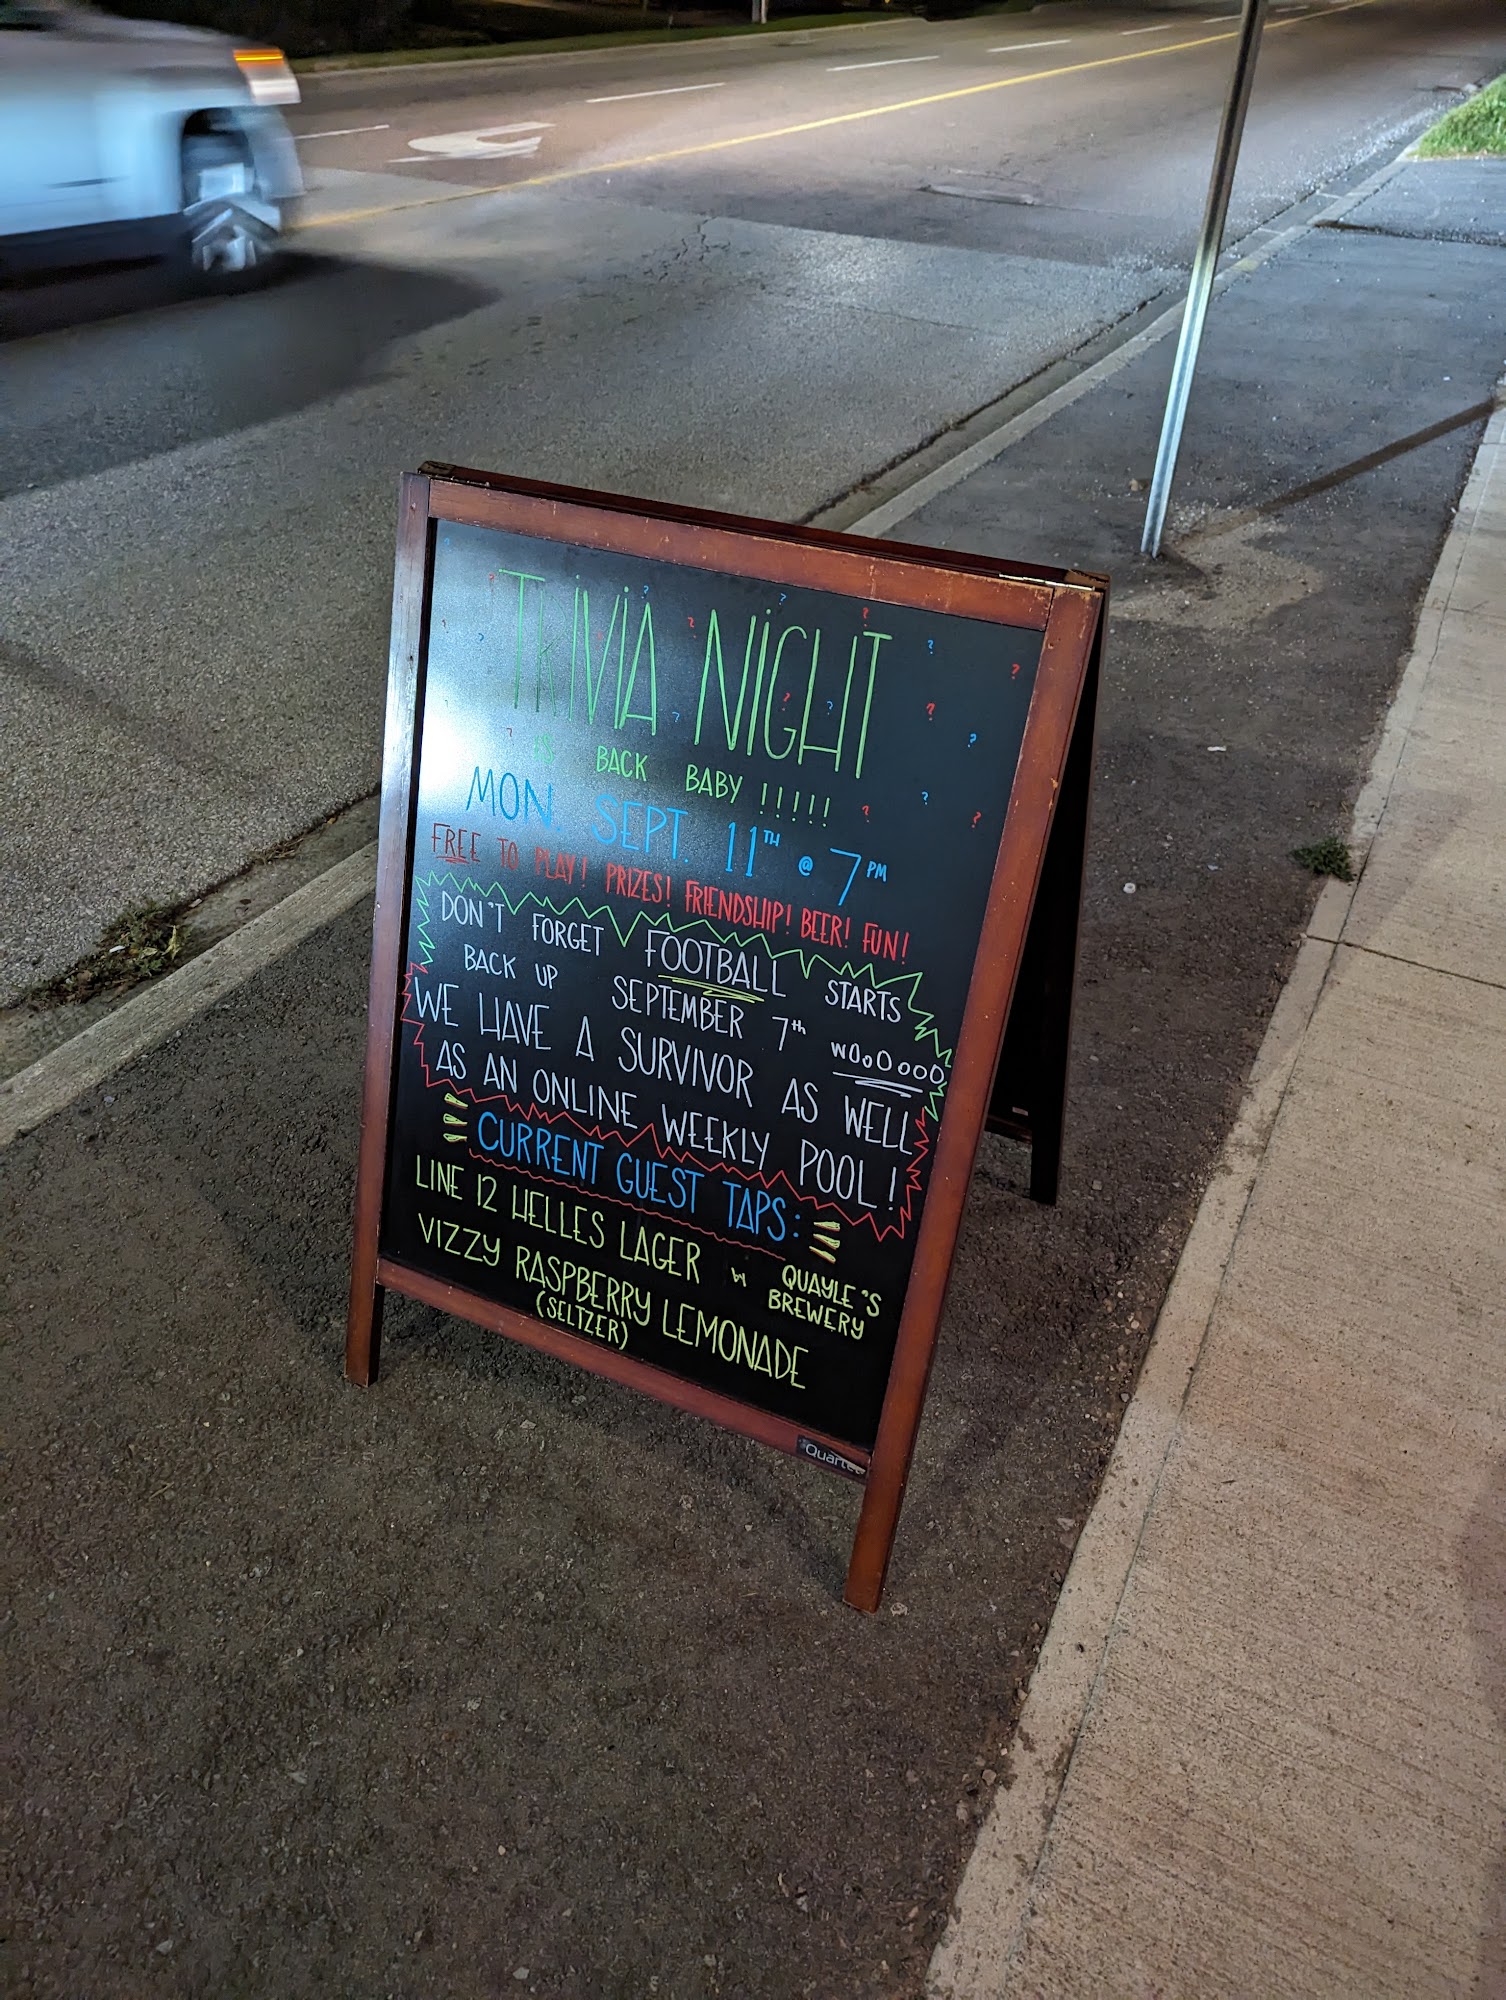 TRIVIA NIGHT
IS BACK BABY !!!!!
MON. SEPT. 11TH @ 7PM
FREE TO PLAY! PRIZES! FRIENDSHIP! BEER! FUN!
DON'T FORGET FOOTBALL STARTS
BACK UP SEPTEMBER 7th WOoOooo
WE HAVE A SURVIVOR AS WELL
AS AN ONLINE WEEKLY POOL!
CURRENT GUEST TAPS:
LINE 12 HELLES LAGER by QUAYLE'S BREWERY
VIZZY RASPBERRY LEMONADE
(SELTZER)
Quartet